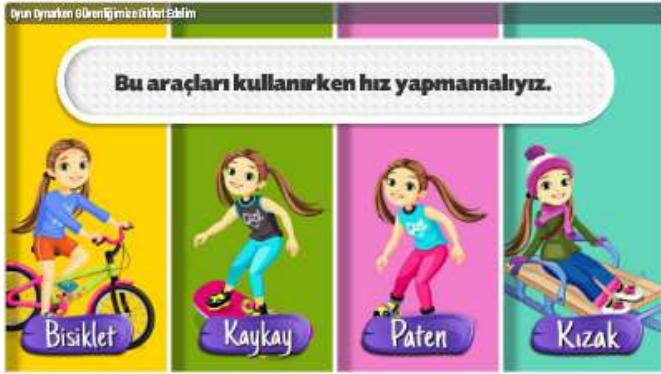 Oyun Oynarken Güvenliğimize Dikkat Edelim
Bu araçları kullanırken hız yapmamalıyız.
Bisiklet
Kaykay
Paten
Kızak